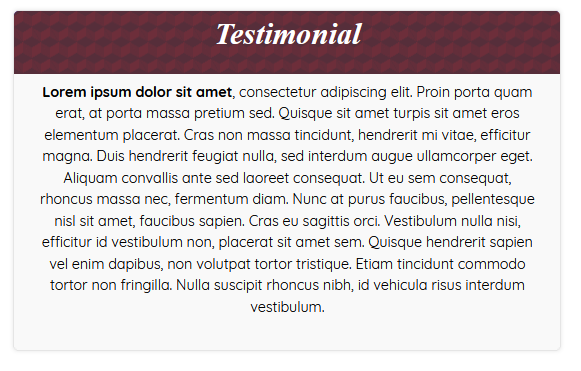 Testimonial
Lorem ipsum dolor sit amet, consectetur adipiscing elit. Proin porta quam
erat, at porta massa pretium sed. Quisque sit amet turpis sit amet eros
elementum placerat. Cras non massa tincidunt, hendrerit mi vitae, efficitur
magna. Duis hendrerit feugiat nulla, sed interdum augue ullamcorper eget.
Aliquam convallis ante sed laoreet consequat. Ut eu sem consequat,
rhoncus massa nec, fermentum diam. Nunc at purus faucibus, pellentesque
nisl sit amet, faucibus sapien. Cras eu sagittis orci. Vestibulum nulla nisi,
efficitur id vestibulum non, placerat sit amet sem. Quisque hendrerit sapien
vel enim dapibus, non volutpat tortor tristique. Etiam tincidunt commodo
tortor non fringilla. Nulla suscipit rhoncus nibh, id vehicula risus interdum
vestibulum.